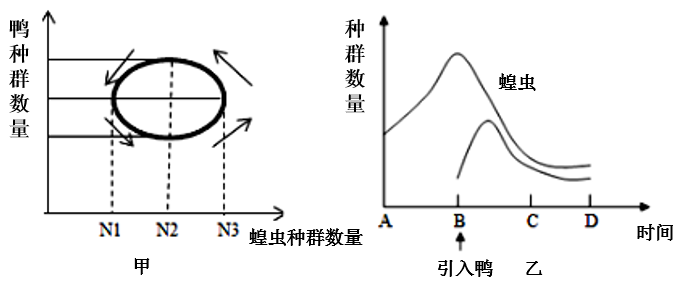 鸭种群数量
N1 N2 N3 蝗虫种群数量
甲
种群数量
蝗虫
A B C D 时间
引入鸭 乙